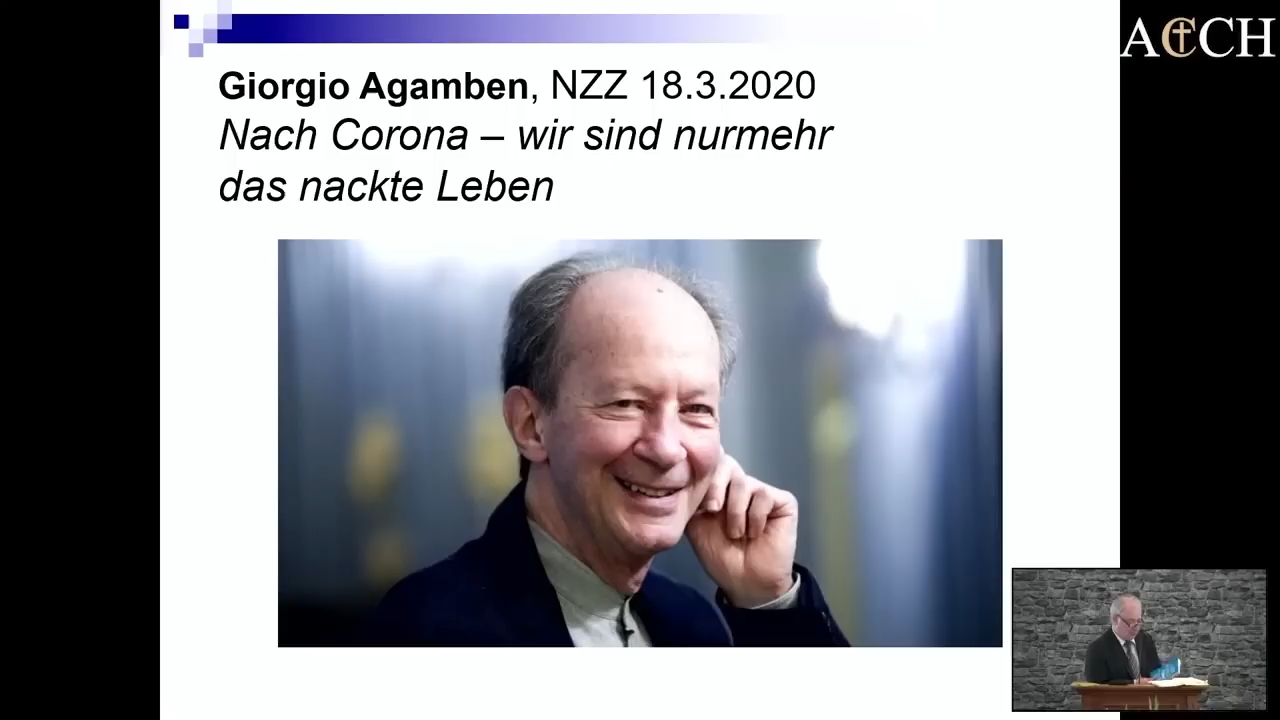 Giorgio Agamben, NZZ 18.3.2020
Nach Corona – wir sind nurmehr
das nackte Leben
ACCH